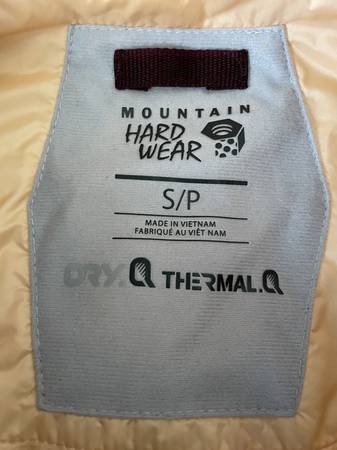 MOUNTAIN
HARD
WEAR
S/P
MADE IN VIETNAM
FABRIQUÉ AU VIÊT NAM
DRY.Q THERMAL.Q